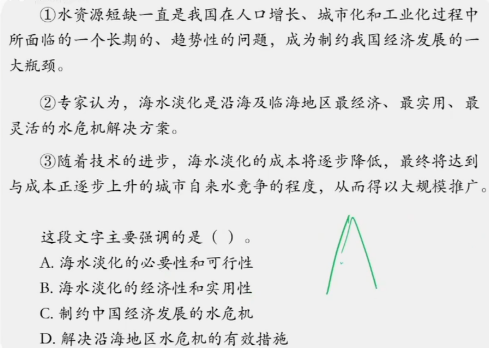 ①水资源短缺一直是我国在人口增长、城市化和工业化过程中
所面临的一个长期的、趋势性的问题，成为制约我国经济发展的一
大瓶颈。
②专家认为，海水淡化是沿海及临海地区最经济、最实用、最
灵活的水危机解决方案。
③随着技术的进步，海水淡化的成本将逐步降低，最终将达到
与成本正逐步上升的城市自来水竞争的程度，从而得以大规模推广。
这段文字主要强调的是（ ）。
A. 海水淡化的必要性和可行性
B. 海水淡化的经济性和实用性
C. 制约中国经济发展的水危机
D. 解决沿海地区水危机的有效措施